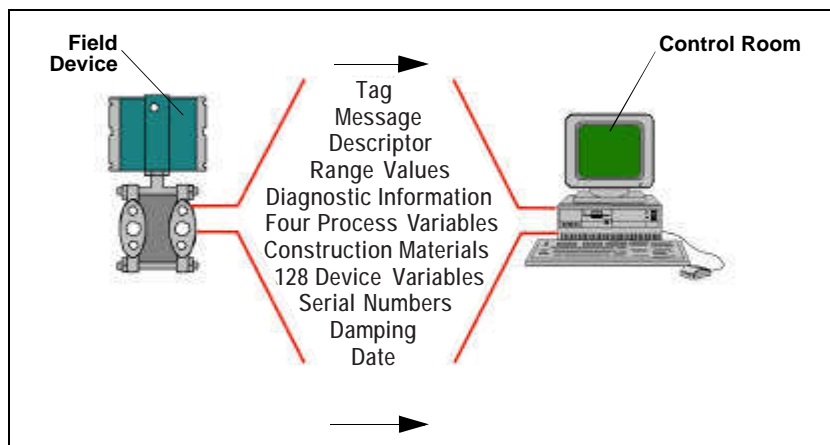 Field
Device
Control Room
Tag
Message
Descriptor
Range Values
Diagnostic Information
Four Process Variables
Construction Materials
128 Device Variables
Serial Numbers
Damping
Date